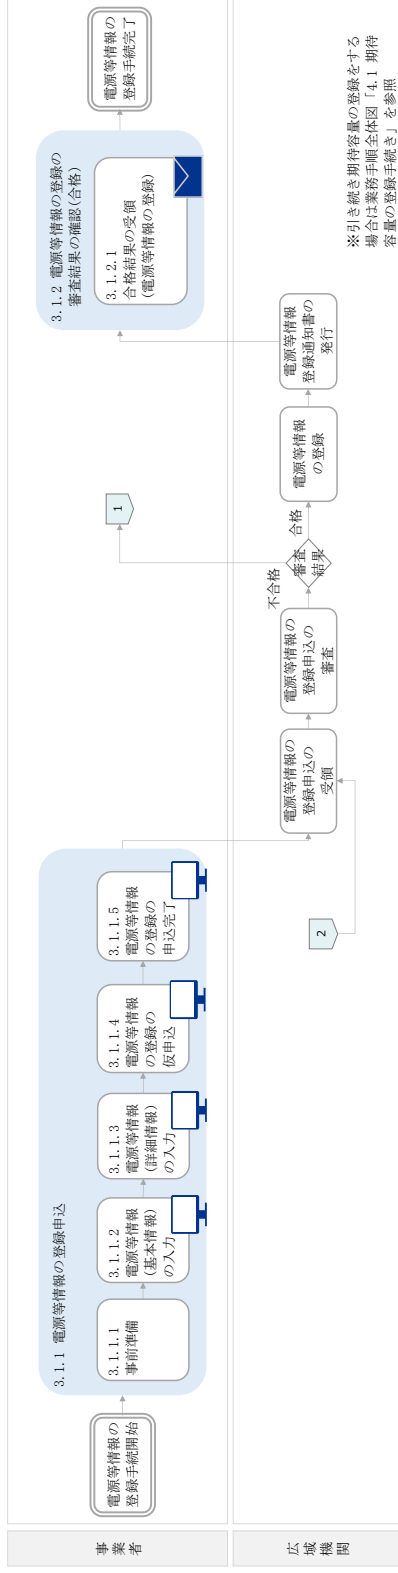 事業者
電源等情報の
登録手続開始
3.1.1 電源等情報の登録申込
3.1.1.1
事前準備
3.1.1.2
電源等情報
(基本情報)
の入力
3.1.1.3
電源等情報
(詳細情報)
の入力
3.1.1.4
電源等情報
の登録の
仮申込
3.1.1.5
電源等情報
の登録の
申込完了
1
3.1.2 電源等情報の登録の
審査結果の確認(合格)
3.1.2.1
合格結果の受領
(電源等情報の登録)
電源等情報の
登録手続完了
広域機関
2
電源等情報の
登録申込の
受領
電源等情報の
登録申込の
審査
不合格
審査
結果
合格
電源等情報
の登録
電源等情報
登録通知書の
発行
※引き続き期待容量の登録をする
場合は業務手順全体図「4.1 期待
容量の登録手続き」を参照